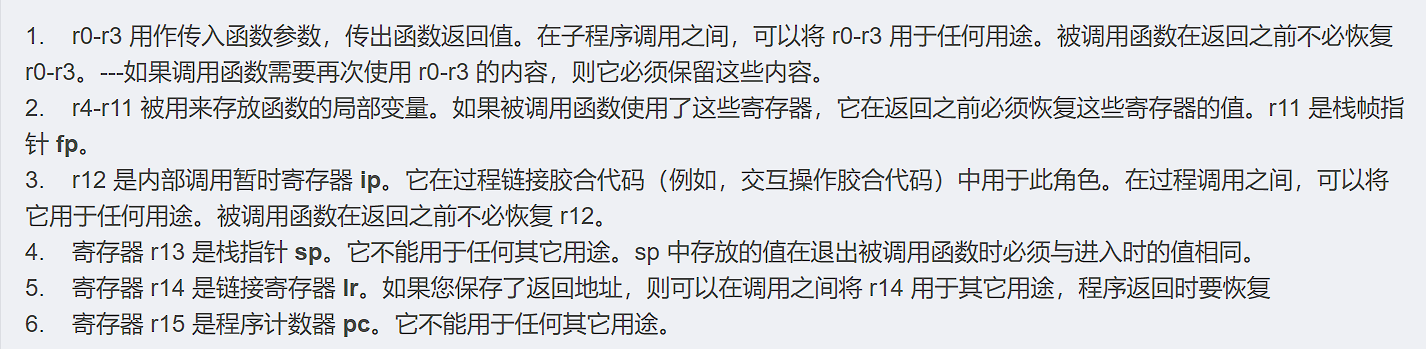 1. r0-r3 用作传入函数参数，传出函数返回值。在子程序调用之间，可以将 r0-r3 用于任何用途。被调用函数在返回之前不必恢复
r0-r3。---如果调用函数需要再次使用 r0-r3 的内容，则它必须保留这些内容。
2. r4-r11 被用来存放函数的局部变量。如果被调用函数使用了这些寄存器，它在返回之前必须恢复这些寄存器的值。r11 是栈帧指
针 fp。
3. r12 是内部调用暂时寄存器 ip。它在过程链接胶合代码（例如，交互操作胶合代码）中用于此角色。在过程调用之间，可以将
它用于任何用途。被调用函数在返回之前不必恢复 r12。
4. 寄存器 r13 是栈指针 sp。它不能用于任何其它用途。sp 中存放的值在退出被调用函数时必须与进入时的值相同。
5. 寄存器 r14 是链接寄存器 lr。如果您保存了返回地址，则可以在调用之间将 r14 用于其它用途，程序返回时要恢复
6. 寄存器 r15 是程序计数器 pc。它不能用于任何其它用途。